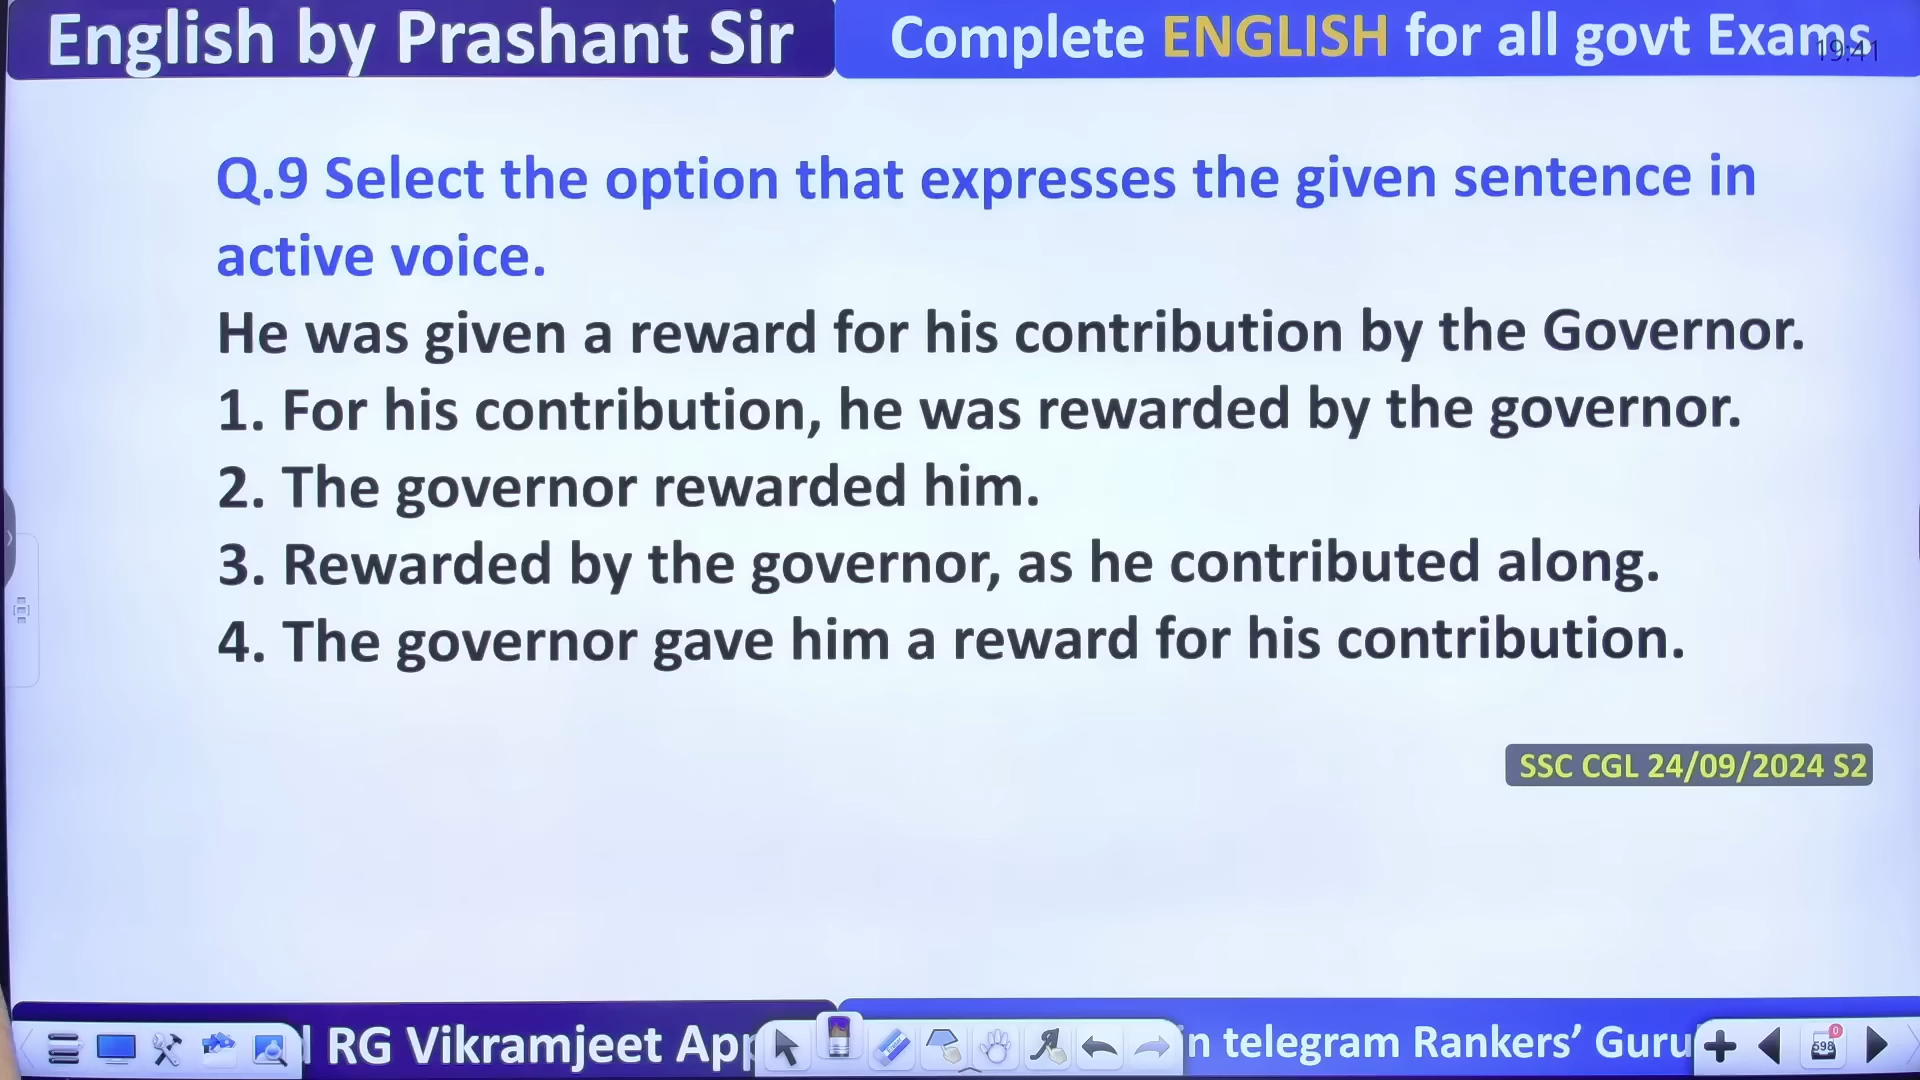 English by Prashant Sir
Complete ENGLISH for all govt Exams
19:41
Q.9 Select the option that expresses the given sentence in
active voice.
He was given a reward for his contribution by the Governor.
1. For his contribution, he was rewarded by the governor.
2. The governor rewarded him.
3. Rewarded by the governor, as he contributed along.
4. The governor gave him a reward for his contribution.
SSC CGL 24/09/2024 S2
RG Vikramjeet App
in telegram Rankers’ Guru
0
598